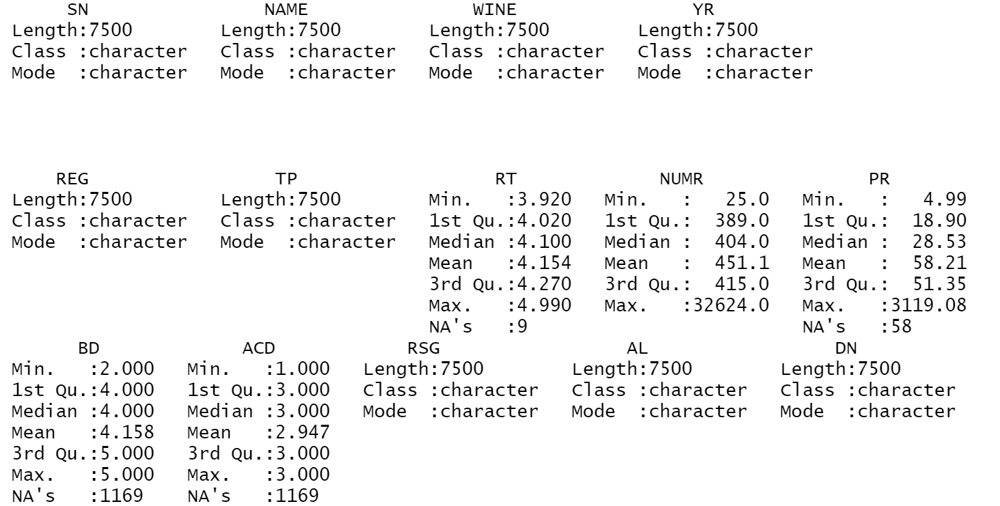 SN NAME WINE YR
Length:7500 Length:7500 Length:7500 Length:7500
Class :character Class :character Class :character Class :character
Mode :character Mode :character Mode :character Mode :character
REG TP RT NUMR PR
Length:7500 Length:7500 Min. :3.920 Min. : 25.0 Min. : 4.99
Class :character Class :character 1st Qu.:4.020 1st Qu.: 389.0 1st Qu.: 18.90
Mode :character Mode :character Median :4.100 Median : 404.0 Median : 28.53
Mean :4.154 Mean : 451.1 Mean : 58.21
3rd Qu.:4.270 3rd Qu.: 415.0 3rd Qu.: 51.35
Max. :4.990 Max. :32624.0 Max. :3119.08
NA's :9 NA's :58
BD ACD RSG AL DN
Min. :2.000 Min. :1.000 Length:7500 Length:7500 Length:7500
1st Qu.:4.000 1st Qu.:3.000 Class :character Class :character Class :character
Median :4.000 Median :3.000 Mode :character Mode :character Mode :character
Mean :4.158 Mean :2.947
3rd Qu.:5.000 3rd Qu.:3.000
Max. :5.000 Max. :3.000
NA's :1169 NA's :1169